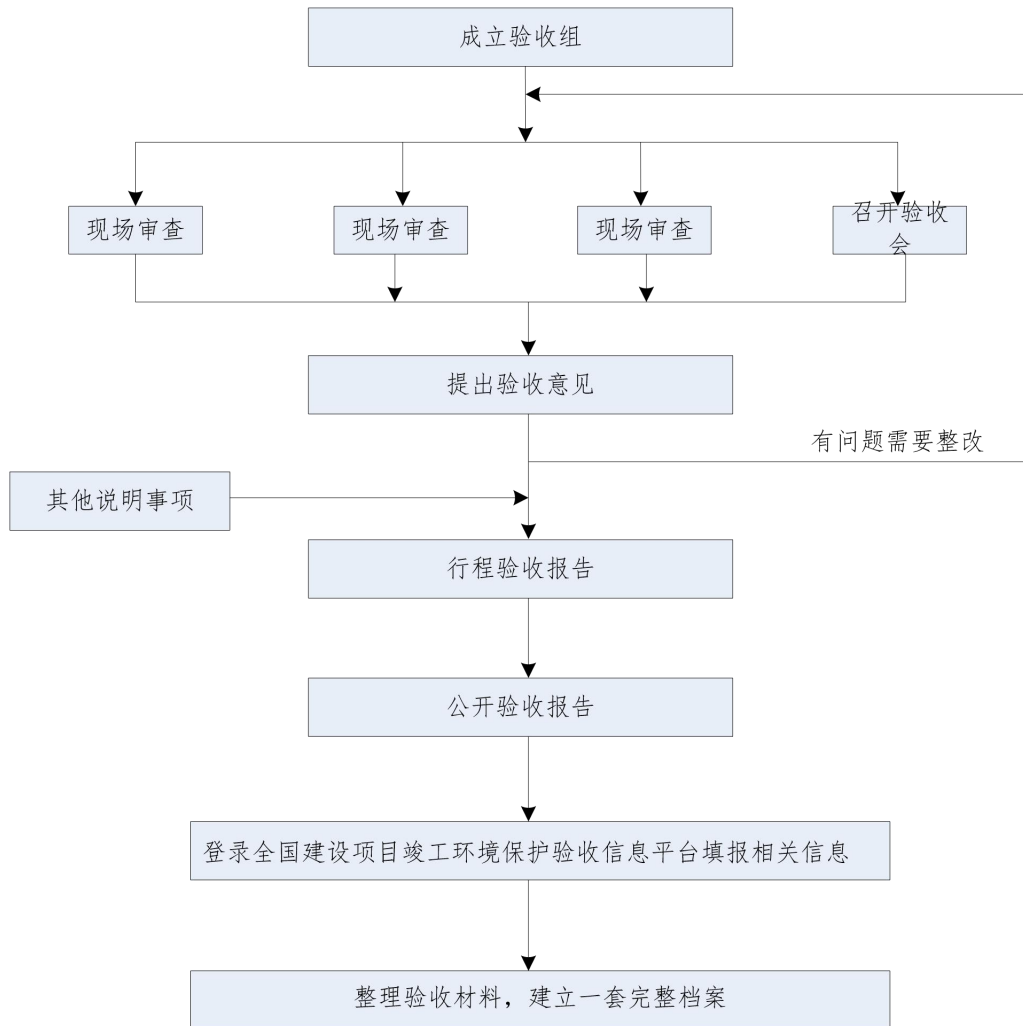 成立验收组
现场审查
现场审查
现场审查
召开验收
会
提出验收意见
有问题需要整改
其他说明事项
行程验收报告
公开验收报告
登录全国建设项目竣工环境保护验收信息平台填报相关信息
整理验收材料，建立一套完整档案